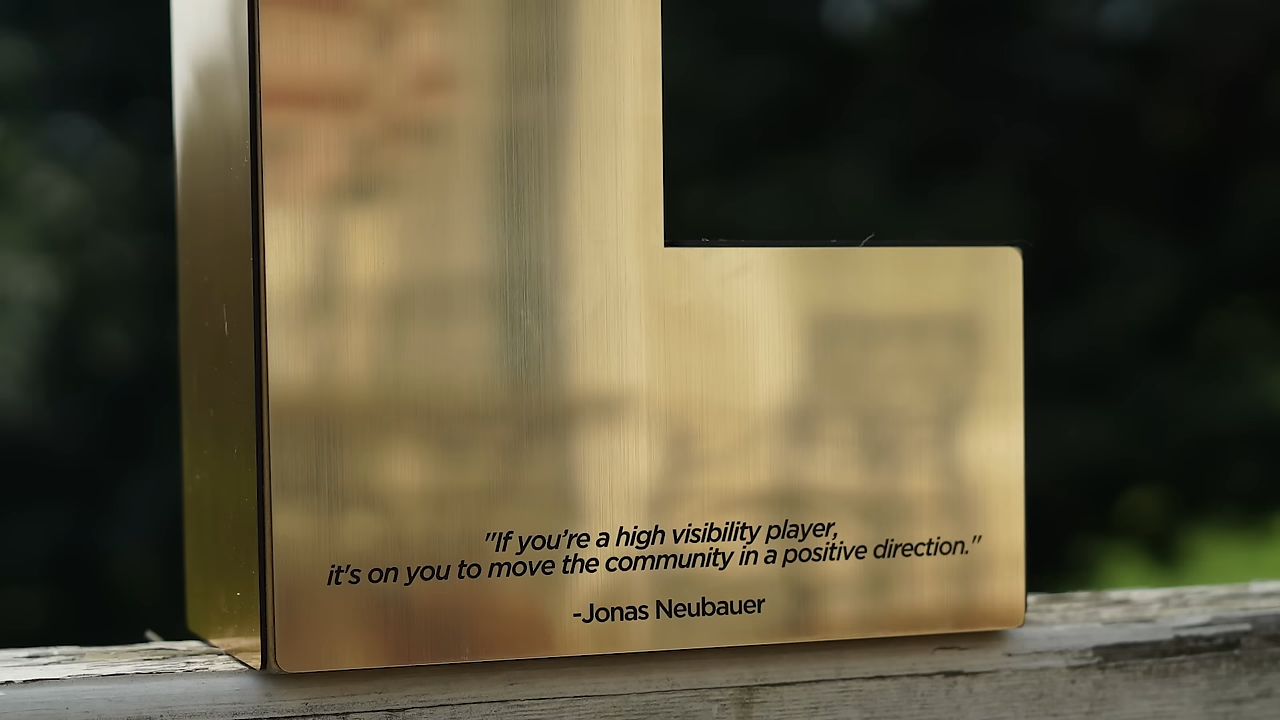 "If you're a high visibility player,
it's on you to move the community in a positive direction."
-Jonas Neubauer